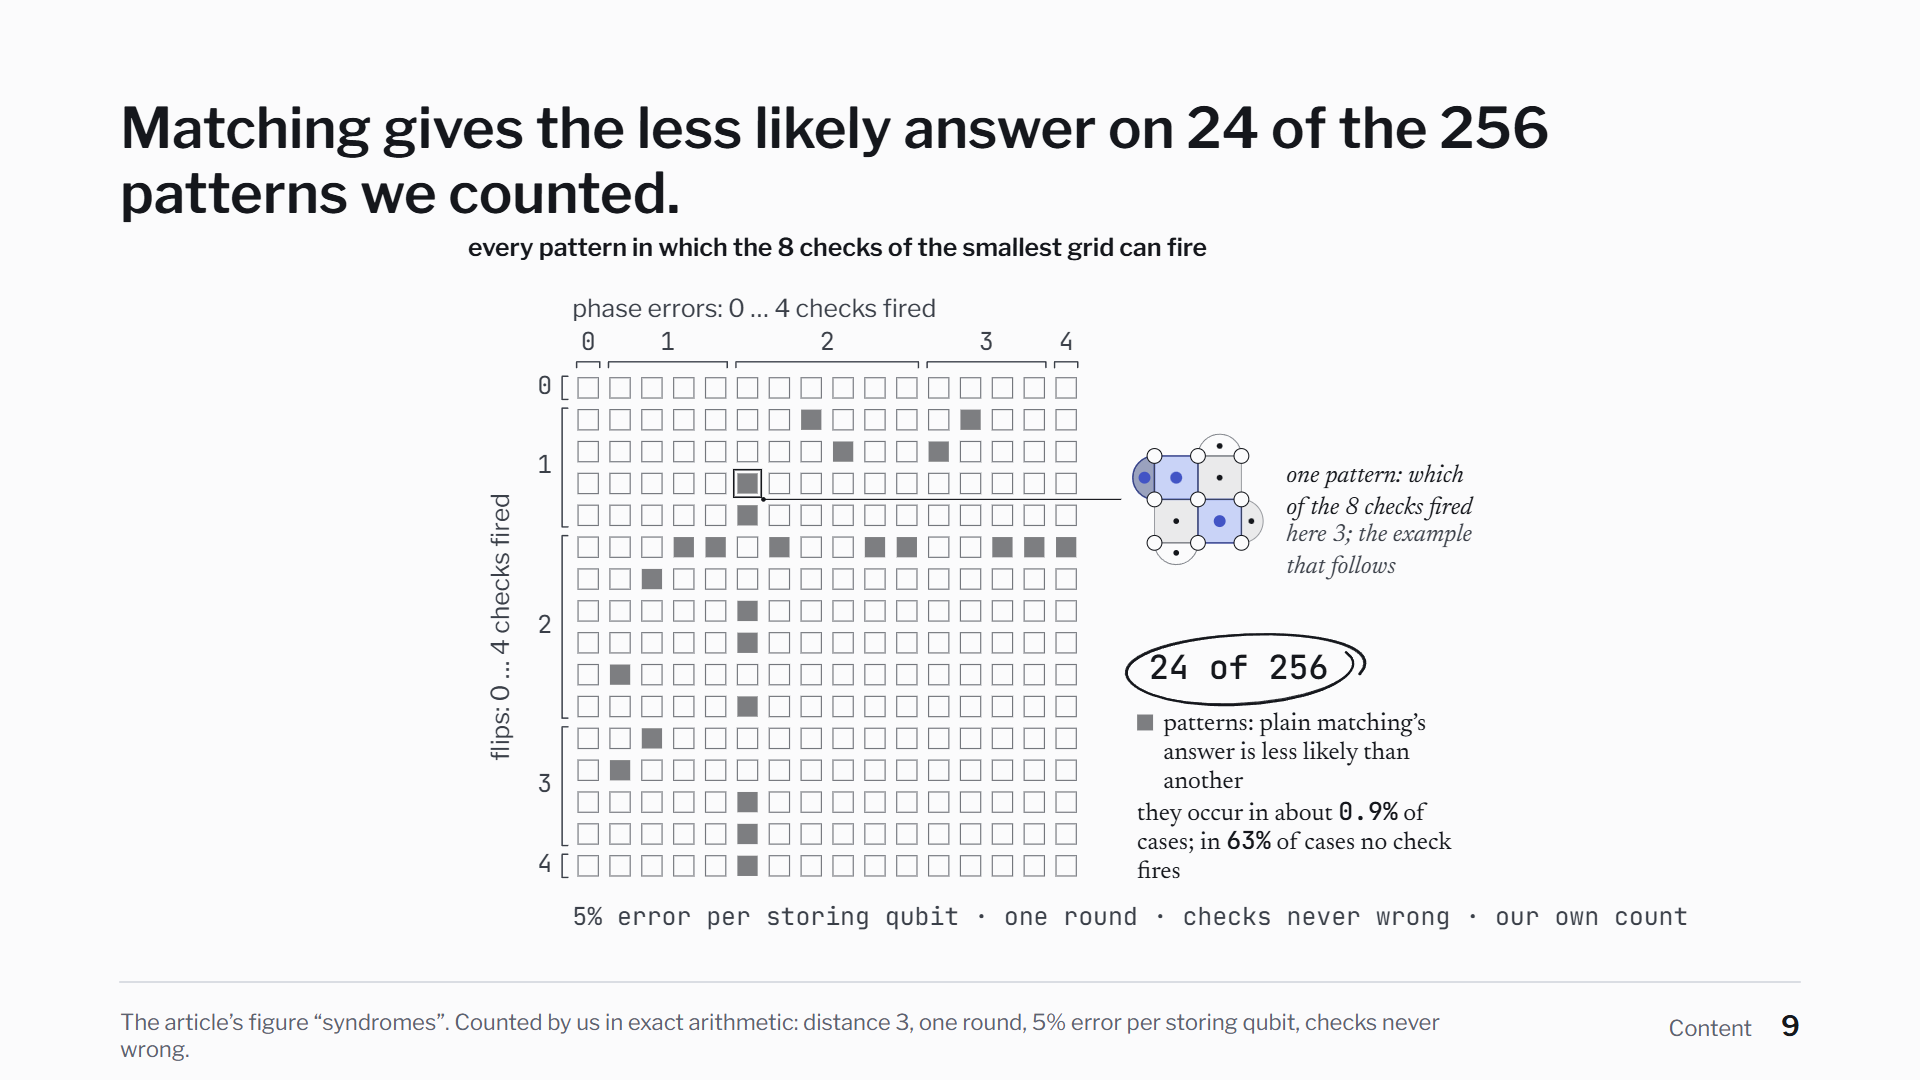 Matching gives the less likely answer on 24 of the 256
patterns we counted.
every pattern in which the 8 checks of the smallest grid can fire
phase errors: 0 … 4 checks fired
0 1 2 3 4
flips: 0 … 4 checks fired
0
1
2
3
4
one pattern: which
of the 8 checks fired
here 3; the example
that follows
24 of 256
patterns: plain matching’s
answer is less likely than
another
they occur in about 0.9% of
cases; in 63% of cases no check
fires
5% error per storing qubit · one round · checks never wrong · our own count
The article’s figure “syndromes”. Counted by us in exact arithmetic: distance 3, one round, 5% error per storing qubit, checks never
wrong.
Content 9